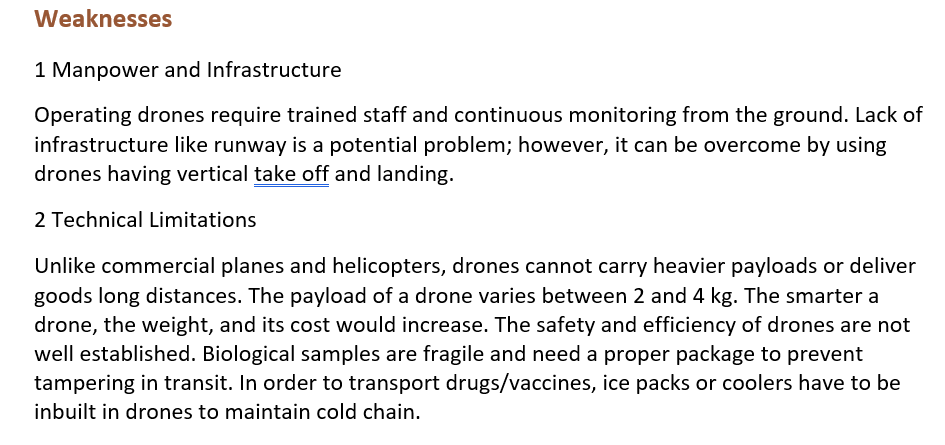 Weaknesses
1 Manpower and Infrastructure
Operating drones require trained staff and continuous monitoring from the ground. Lack of
infrastructure like runway is a potential problem; however, it can be overcome by using
drones having vertical take off and landing.
2 Technical Limitations
Unlike commercial planes and helicopters, drones cannot carry heavier payloads or deliver
goods long distances. The payload of a drone varies between 2 and 4 kg. The smarter a
drone, the weight, and its cost would increase. The safety and efficiency of drones are not
well established. Biological samples are fragile and need a proper package to prevent
tampering in transit. In order to transport drugs/vaccines, ice packs or coolers have to be
inbuilt in drones to maintain cold chain.